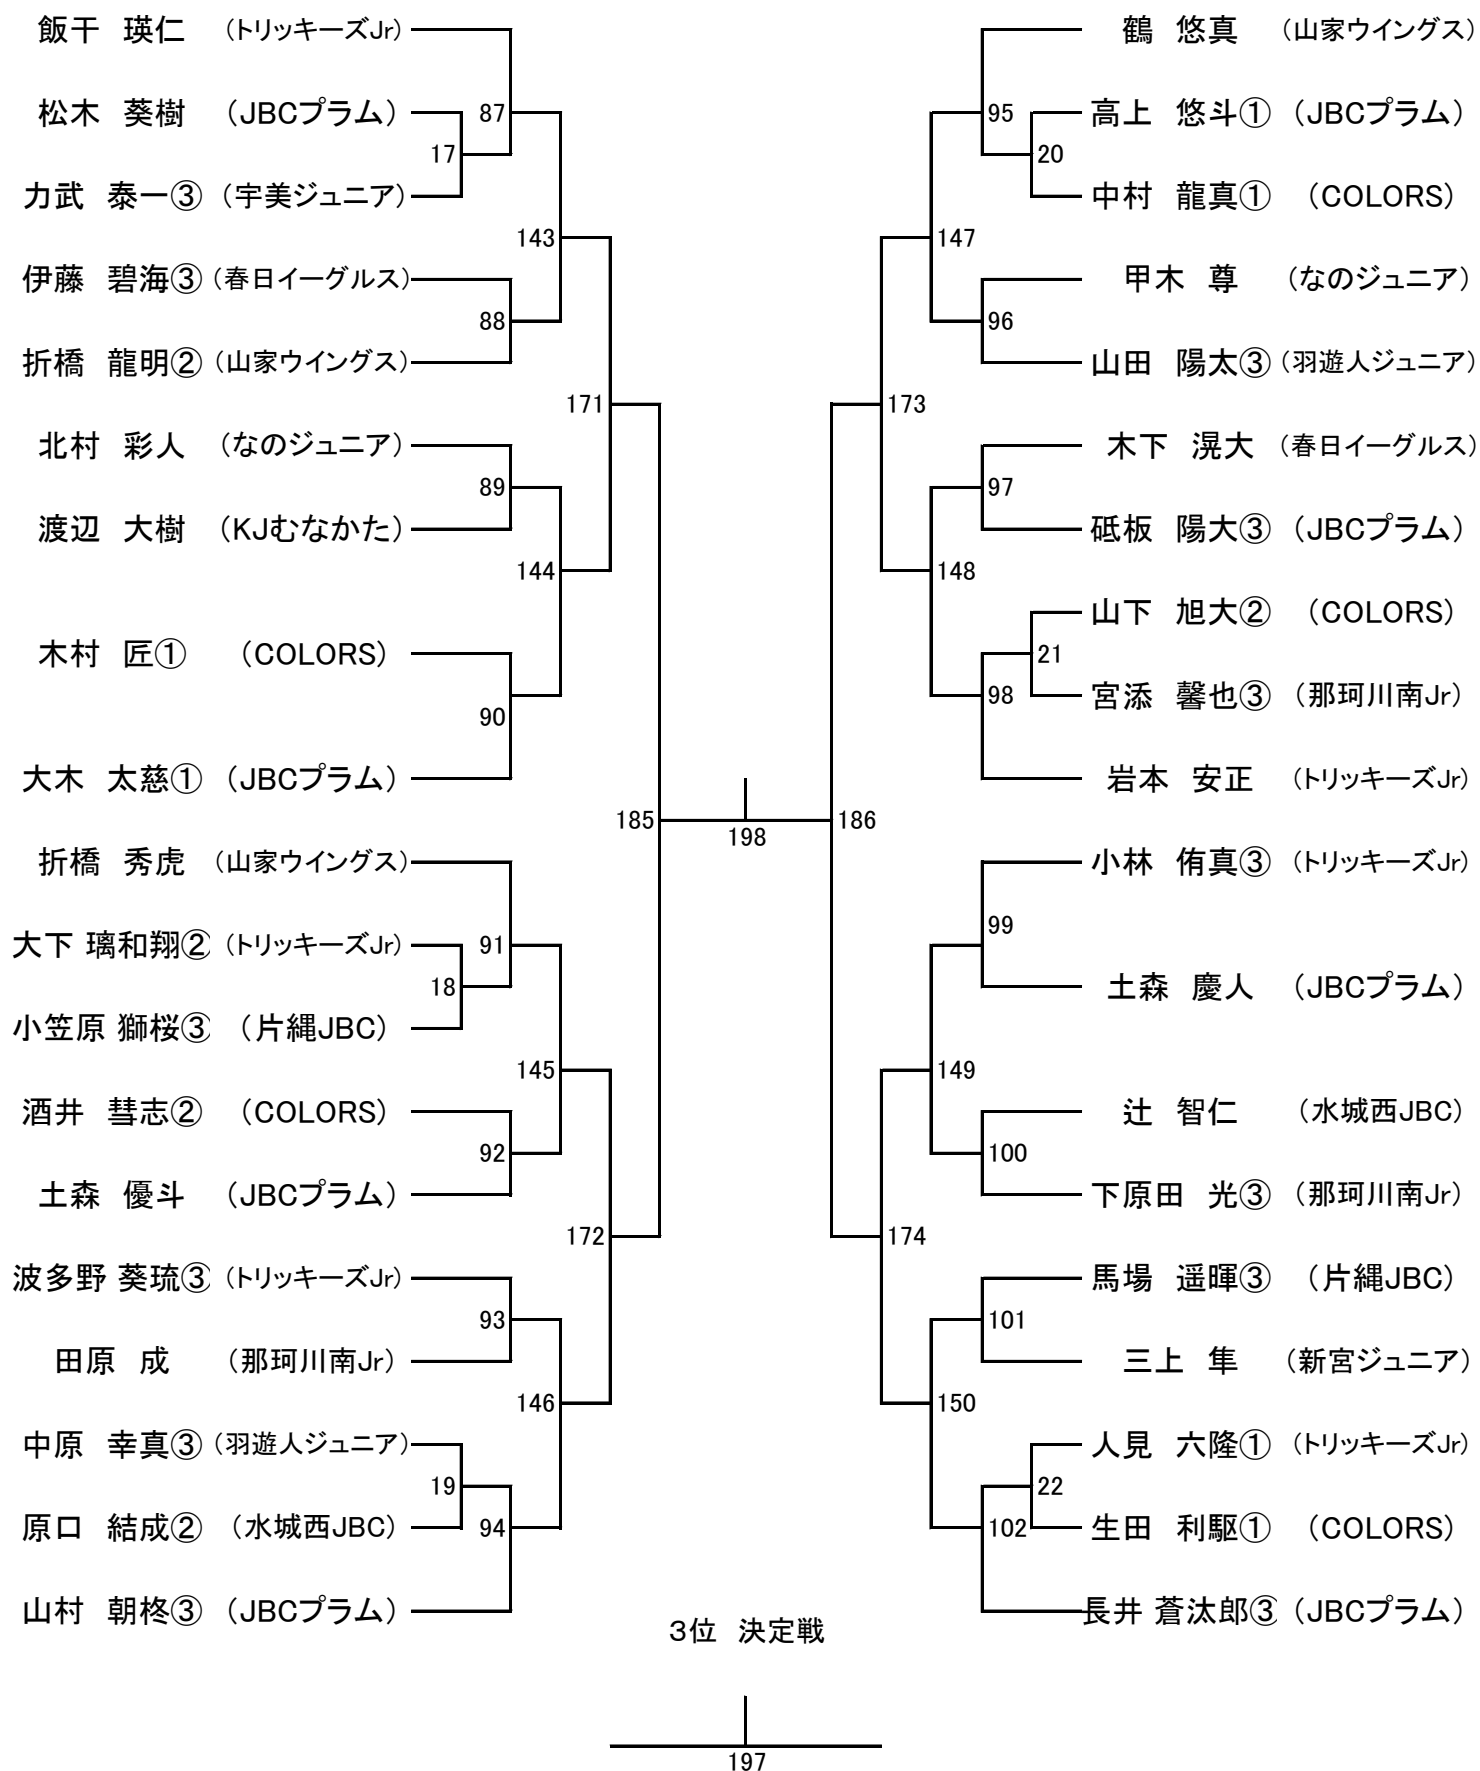 飯干 瑛仁 （トリッキーズJr）
松木 葵樹 （JBCプラム）
力武 泰一③ （宇美ジュニア）
伊藤 碧海③ （春日イーグルス）
折橋 龍明② （山家ウイングス）
北村 彩人 （なのジュニア）
渡辺 大樹 （KJむなかた）
木村 匠① （COLORS）
大木 太慈① （JBCプラム）
折橋 秀虎 （山家ウイングス）
大下 璃和翔② （トリッキーズJr）
小笠原 獅桜③ （片縄JBC）
酒井 彗志② （COLORS）
土森 優斗 （JBCプラム）
波多野 葵琉③ （トリッキーズJr）
田原 成 （那珂川南Jr）
中原 幸真③ （羽遊人ジュニア）
原口 結成② （水城西JBC）
山村 朝柊③ （JBCプラム）
17
18
19
87
88
89
90
91
92
93
94
143
144
145
146
171
172
185
198
186
173
174
147
148
149
150
95
96
97
98
99
100
101
102
20
21
22
鶴 悠真 （山家ウイングス）
高上 悠斗① （JBCプラム）
中村 龍真① （COLORS）
甲木 尊 （なのジュニア）
山田 陽太③ （羽遊人ジュニア）
木下 滉大 （春日イーグルス）
砥板 陽大③ （JBCプラム）
山下 旭大② （COLORS）
宮添 馨也③ （那珂川南Jr）
岩本 安正 （トリッキーズJr）
小林 侑真③ （トリッキーズJr）
土森 慶人 （JBCプラム）
辻 智仁 （水城西JBC）
下原田 光③ （那珂川南Jr）
馬場 遥暉③ （片縄JBC）
三上 隼 （新宮ジュニア）
人見 六隆① （トリッキーズJr）
生田 利駆① （COLORS）
長井 蒼汰郎③ （JBCプラム）
３位 決定戦
197